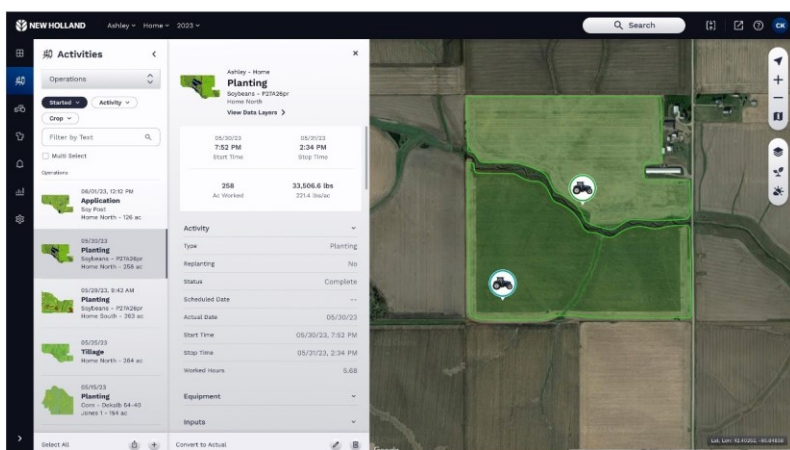 NEW HOLLAND
Ashley
Home
2023
Search
CK
Activities
Operations
Started
Activity
Crop
Filter by Text
Multi Select
Operations
06/01/23, 12:12 PM
Application
Soy Post
Home North - 126 ac
05/30/23
Planting
Soybeans - P27A26pr
Home North - 258 ac
05/29/23, 9:43 AM
Planting
Soybeans - P27A26pr
Home South - 263 ac
05/25/23
Tillage
Home North - 264 ac
05/15/23
Planting
Corn - Dekalb 54-40
Jones 1 - 164 ac
Select All
Ashley - Home
Planting
Soybeans - P27A26pr
Home North
View Data Layers
05/30/23
7:52 PM
Start Time
05/31/23
2:34 PM
Stop Time
258
Ac Worked
33,506.6 lbs
221.4 lbs/ac
Activity
Type Planting
Replanting No
Status Complete
Scheduled Date --
Actual Date 05/30/23
Start Time 05/30/23, 7:52 PM
Stop Time 05/31/23, 2:34 PM
Worked Hours 5.68
Equipment
Inputs
Convert to Actual
Google